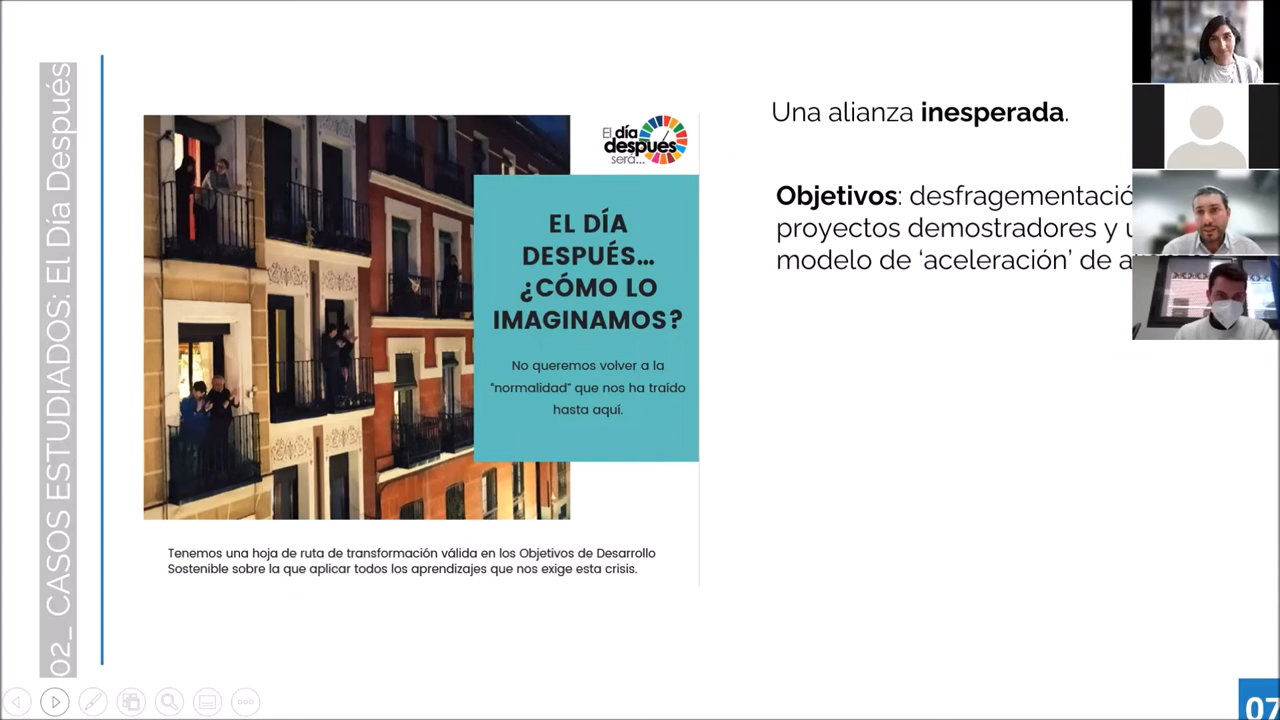 02_ CASOS ESTUDIADOS: El Día Después
El día
después
será...
EL DÍA
DESPUÉS...
¿CÓMO LO
IMAGINAMOS?
No queremos volver a la
"normalidad" que nos ha traído
hasta aquí.
Tenemos una hoja de ruta de transformación válida en los Objetivos de Desarrollo
Sostenible sobre la que aplicar todos los aprendizajes que nos exige esta crisis.
Una alianza inesperada.
Objetivos: desfragementació
proyectos demostradores y
modelo de ‘aceleración’ de
07